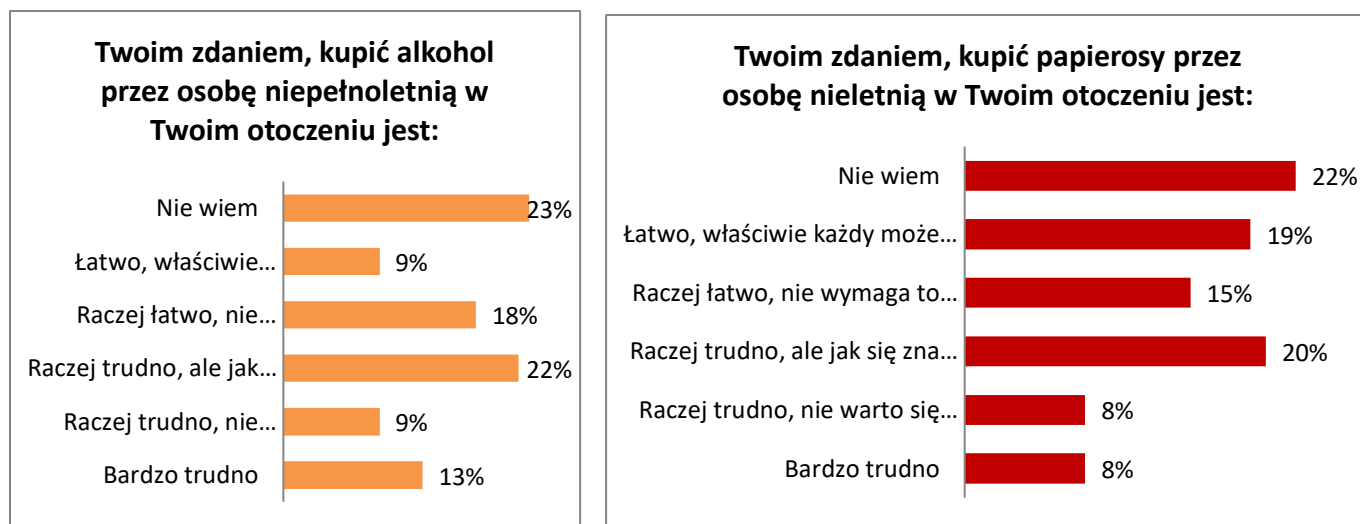 Twoim zdaniem, kupić alkohol
przez osobę niepełnoletnią w
Twoim otoczeniu jest:
Nie wiem
23%
Łatwo, właściwie...
9%
Raczej łatwo, nie...
18%
Raczej trudno, ale jak...
22%
Raczej trudno, nie...
9%
Bardzo trudno
13%
Twoim zdaniem, kupić papierosy przez
osobę nieletnią w Twoim otoczeniu jest:
Nie wiem
22%
Łatwo, właściwie każdy może...
19%
Raczej łatwo, nie wymaga to...
15%
Raczej trudno, ale jak się zna...
20%
Raczej trudno, nie warto się...
8%
Bardzo trudno
8%